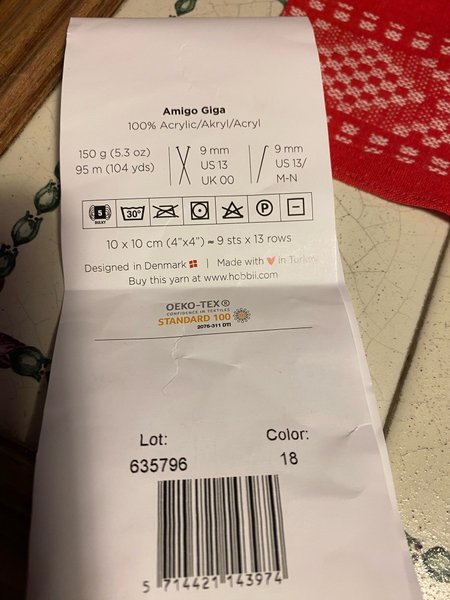 Amigo Giga
100% Acrylic/Akryl/Acryl
150 g (5.3 oz)
95 m (104 yds)
9 mm
US 13
UK 00
9 mm
US 13/
M-N
5
BULKY
30°
P
10 x 10 cm (4"x4") ≈ 9 sts x 13 rows
Designed in Denmark | Made with ❤ in Turkey
Buy this yarn at www.hobbii.com
OEKO-TEX®
CONFIDENCE IN TEXTILES
STANDARD 100
2076-311 DTI
Lot:
635796
Color:
18
5 714421 143974